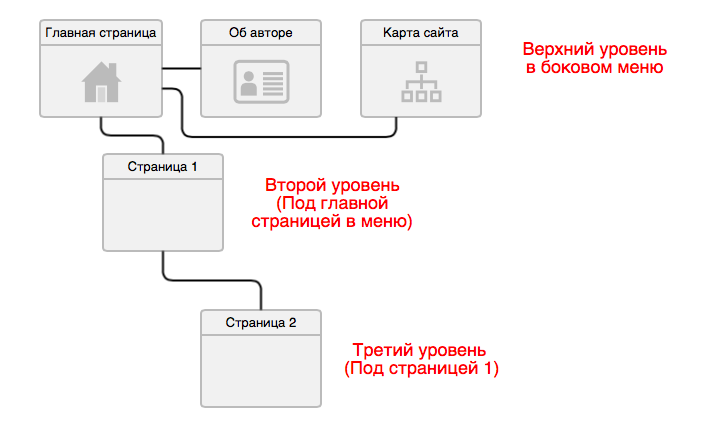 Главная страница
Об авторе
Карта сайта
Верхний уровень
в боковом меню
Страница 1
Второй уровень
(Под главной
страницей в меню)
Страница 2
Третий уровень
(Под страницей 1)